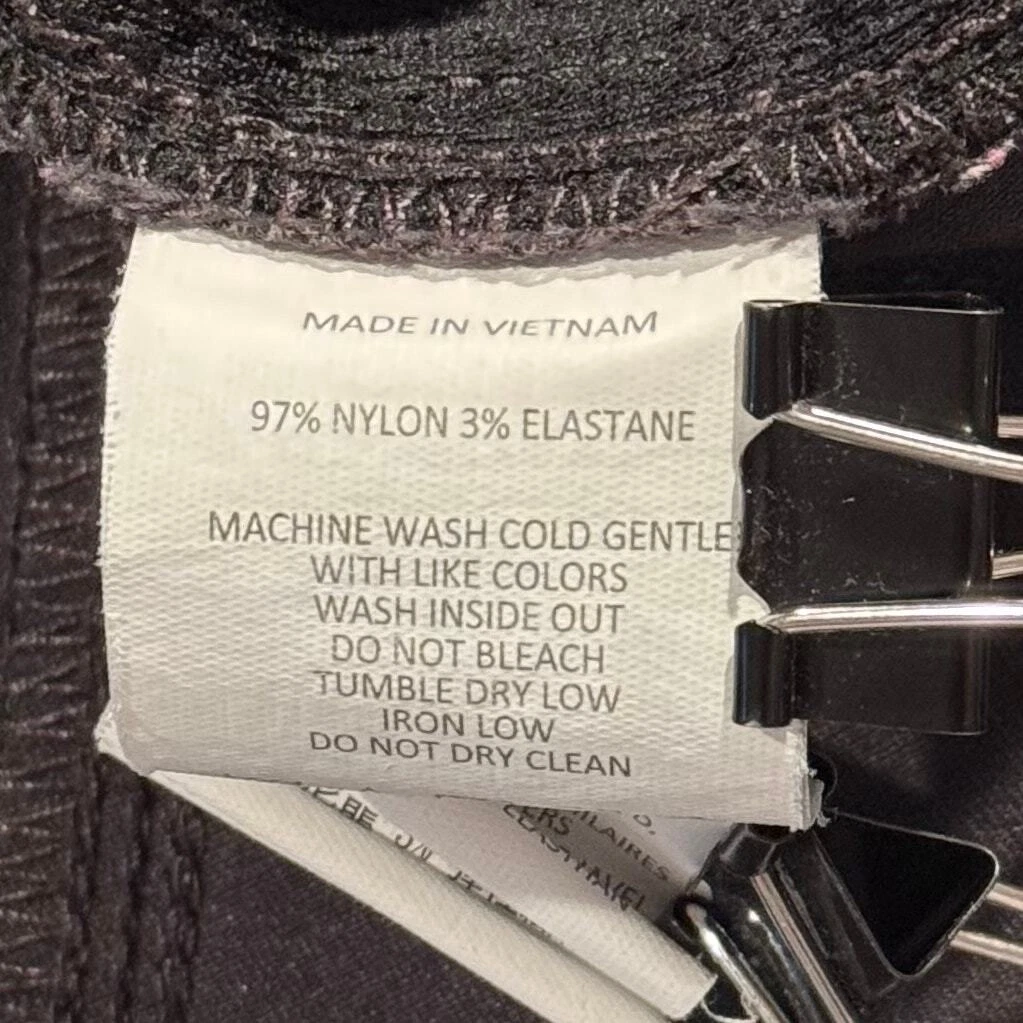 MADE IN VIETNAM
97% NYLON 3% ELASTANE
MACHINE WASH COLD GENTLE
WITH LIKE COLORS
WASH INSIDE OUT
DO NOT BLEACH
TUMBLE DRY LOW
IRON LOW
DO NOT DRY CLEAN